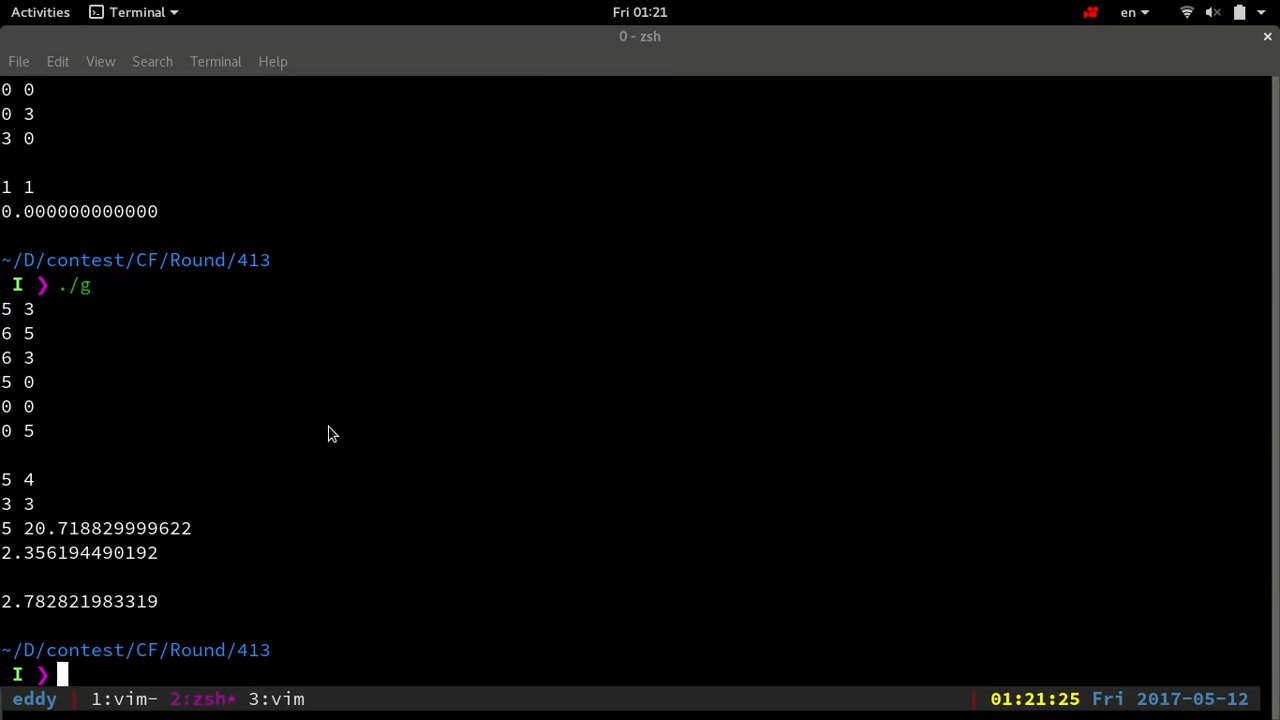 Activities Terminal Fri 01:21 en
0 - zsh
File Edit View Search Terminal Help
0 0
0 3
3 0
1 1
0.000000000000
~/D/contest/CF/Round/413
I ❯ ./g
5 3
6 5
6 3
5 0
0 0
0 5
5 4
3 3
5 20.718829999622
2.356194490192
2.782821983319
~/D/contest/CF/Round/413
I ❯
eddy 1:vim- 2:zsh* 3:vim 01:21:25 Fri 2017-05-12